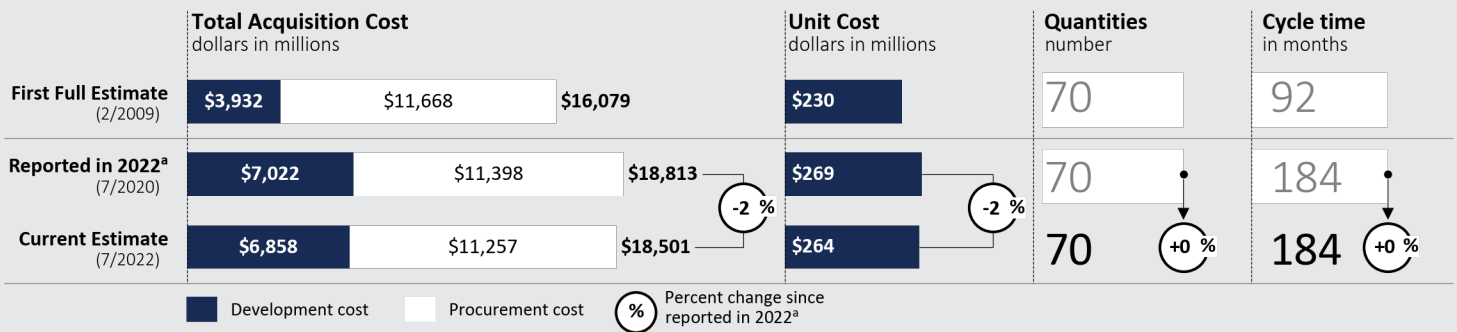 Total Acquisition Cost
dollars in millions
Unit Cost
dollars in millions
Quantities
number
Cycle time
in months
First Full Estimate
(2/2009)
$3,932
$11,668
$16,079
$230
70
92
Reported in 2022ª
(7/2020)
$7,022
$11,398
$18,813
$269
70
184
-2 %
-2 %
Current Estimate
(7/2022)
$6,858
$11,257
$18,501
$264
70
+0 %
184
+0 %
Development cost
Procurement cost
%
Percent change since
reported in 2022ª